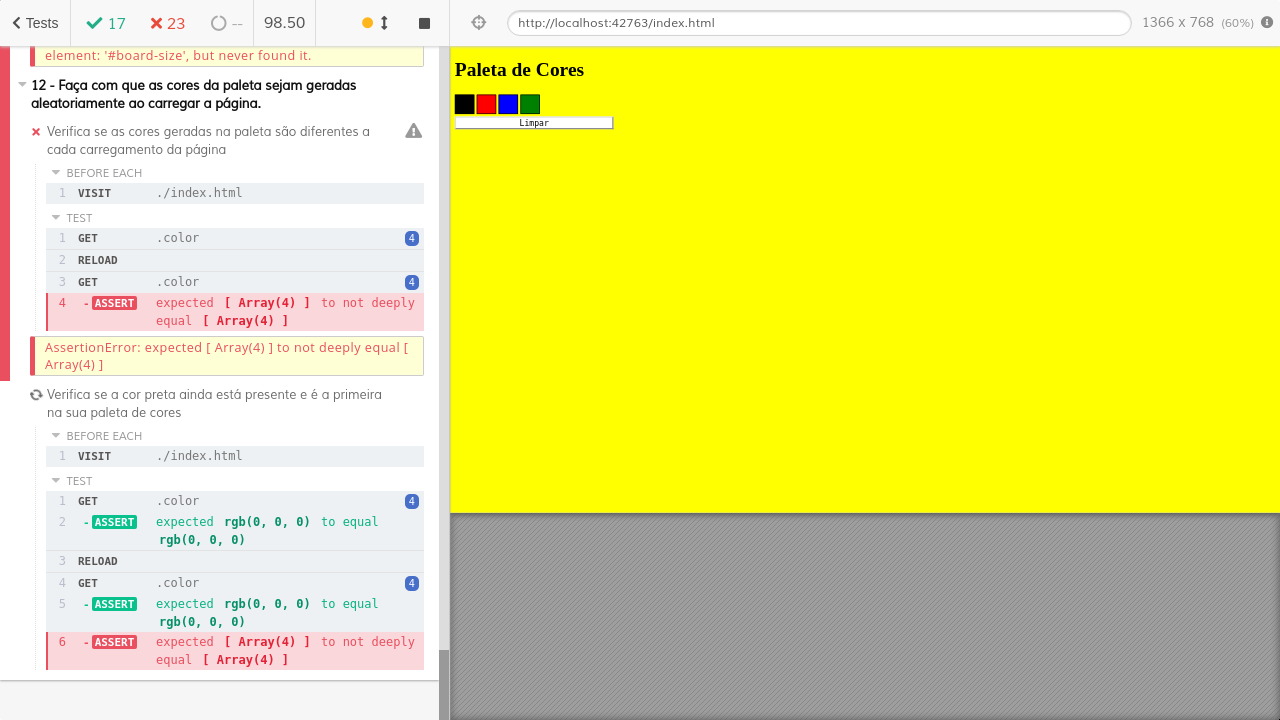 Tests 17 23 -- 98.50
http://localhost:42763/index.html 1366 x 768 (60%)
element: '#board-size', but never found it.
12 - Faça com que as cores da paleta sejam geradas
aleatoriamente ao carregar a página.
Verifica se as cores geradas na paleta são diferentes a
cada carregamento da página
BEFORE EACH
1 VISIT ./index.html
TEST
1 GET .color 4
2 RELOAD
3 GET .color 4
4 -ASSERT expected [ Array(4) ] to not deeply
equal [ Array(4) ]
AssertionError: expected [ Array(4) ] to not deeply equal [
Array(4) ]
Verifica se a cor preta ainda está presente e é a primeira
na sua paleta de cores
BEFORE EACH
1 VISIT ./index.html
TEST
1 GET .color 4
2 -ASSERT expected rgb(0, 0, 0) to equal
rgb(0, 0, 0)
3 RELOAD
4 GET .color 4
5 -ASSERT expected rgb(0, 0, 0) to equal
rgb(0, 0, 0)
6 -ASSERT expected [ Array(4) ] to not deeply
equal [ Array(4) ]
Paleta de Cores
Limpar